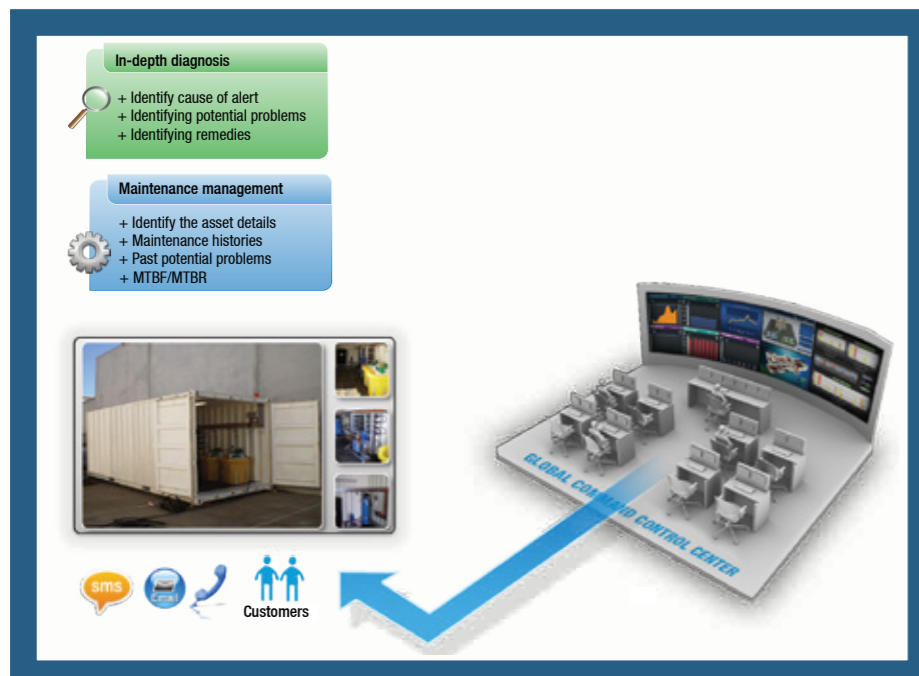 In-depth diagnosis
+ Identify cause of alert
+ Identifying potential problems
+ Identifying remedies
Maintenance management
+ Identify the asset details
+ Maintenance histories
+ Past potential problems
+ MTBF/MTBR
GLOBAL COMMAND CONTROL CENTER
sms
Email
Customers